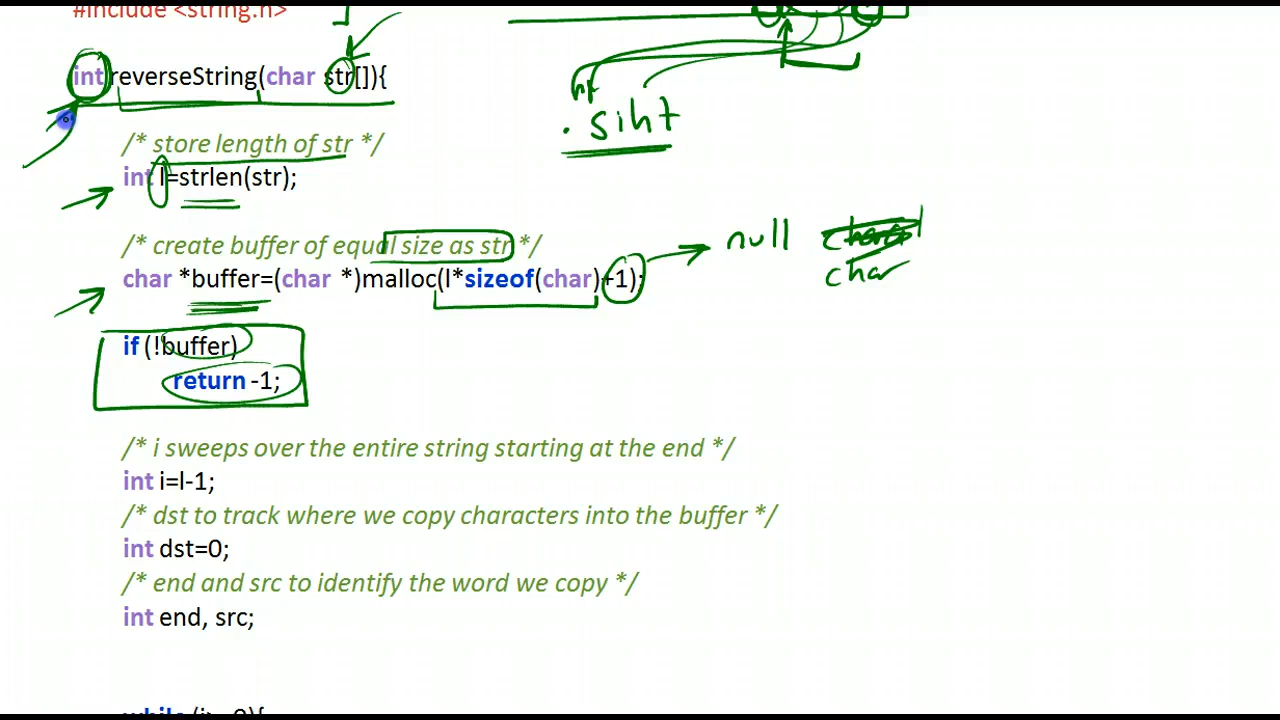 #include <string.h>
int reverseString(char str[]){
. siht
/* store length of str */
int l=strlen(str);
/* create buffer of equal size as str */
null char
char *buffer=(char *)malloc(l*sizeof(char)+1);
if (!buffer)
return -1;
/* i sweeps over the entire string starting at the end */
int i=l-1;
/* dst to track where we copy characters into the buffer */
int dst=0;
/* end and src to identify the word we copy */
int end, src;